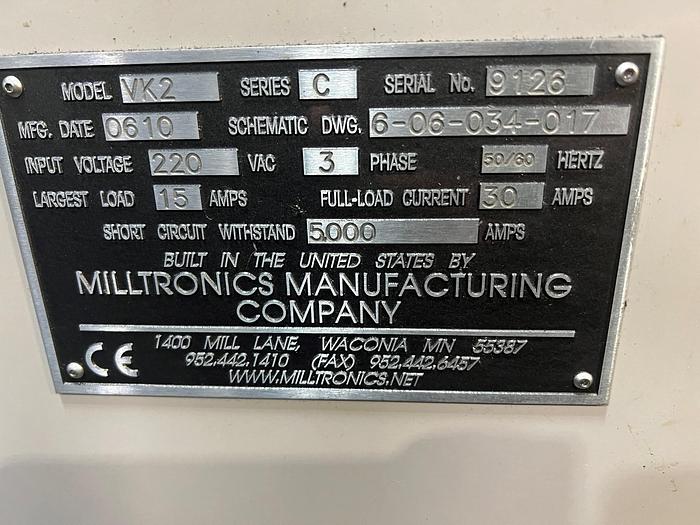 MODEL VK2 SERIES C SERIAL No. 9126
MFG. DATE 0610 SCHEMATIC DWG. 6-06-034-017
INPUT VOLTAGE 220 VAC 3 PHASE 50/60 HERTZ
LARGEST LOAD 15 AMPS FULL-LOAD CURRENT 30 AMPS
SHORT CIRCUIT WITHSTAND 5000 AMPS
BUILT IN THE UNITED STATES BY
MILLTRONICS MANUFACTURING
COMPANY
CE
1400 MILL LANE, WACONIA MN 55387
952.442.1410 (FAX) 952.442.6457
WWW.MILLTRONICS.NET